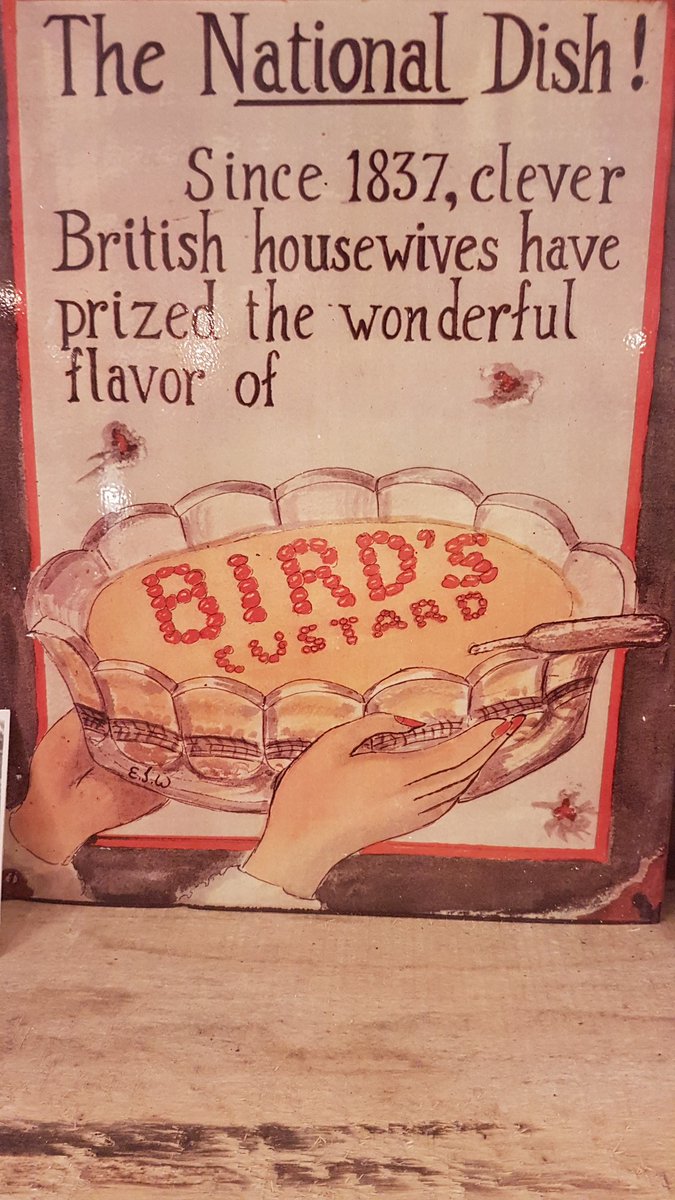 The National Dish!
Since 1837, clever
British housewives have
prized the wonderful
flavor of
BIRD'S
CUSTARD
E.S.W